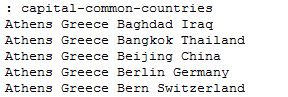 : capital-common-countries
Athens Greece Baghdad Iraq
Athens Greece Bangkok Thailand
Athens Greece Beijing China
Athens Greece Berlin Germany
Athens Greece Bern Switzerland